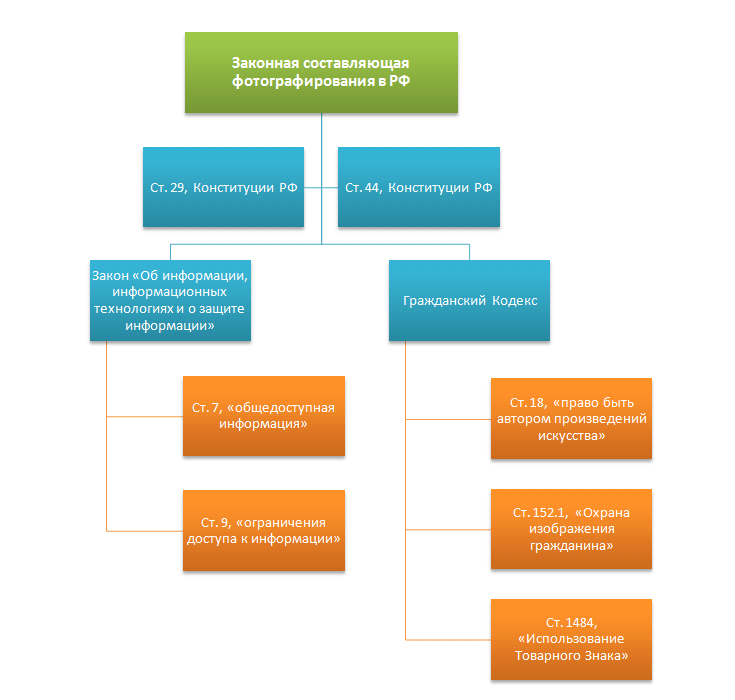 Законная составляющая
фотографирования в РФ
Ст. 29, Конституции РФ
Ст. 44, Конституции РФ
Закон «Об информации,
информационных
технологиях и о защите
информации»
Гражданский Кодекс
Ст. 7, «общедоступная
информация»
Ст. 9, «ограничения
доступа к информации»
Ст. 18, «право быть
автором произведений
искусства»
Ст. 152.1, «Охрана
изображения
гражданина»
Ст. 1484,
«Использование
Товарного Знака»